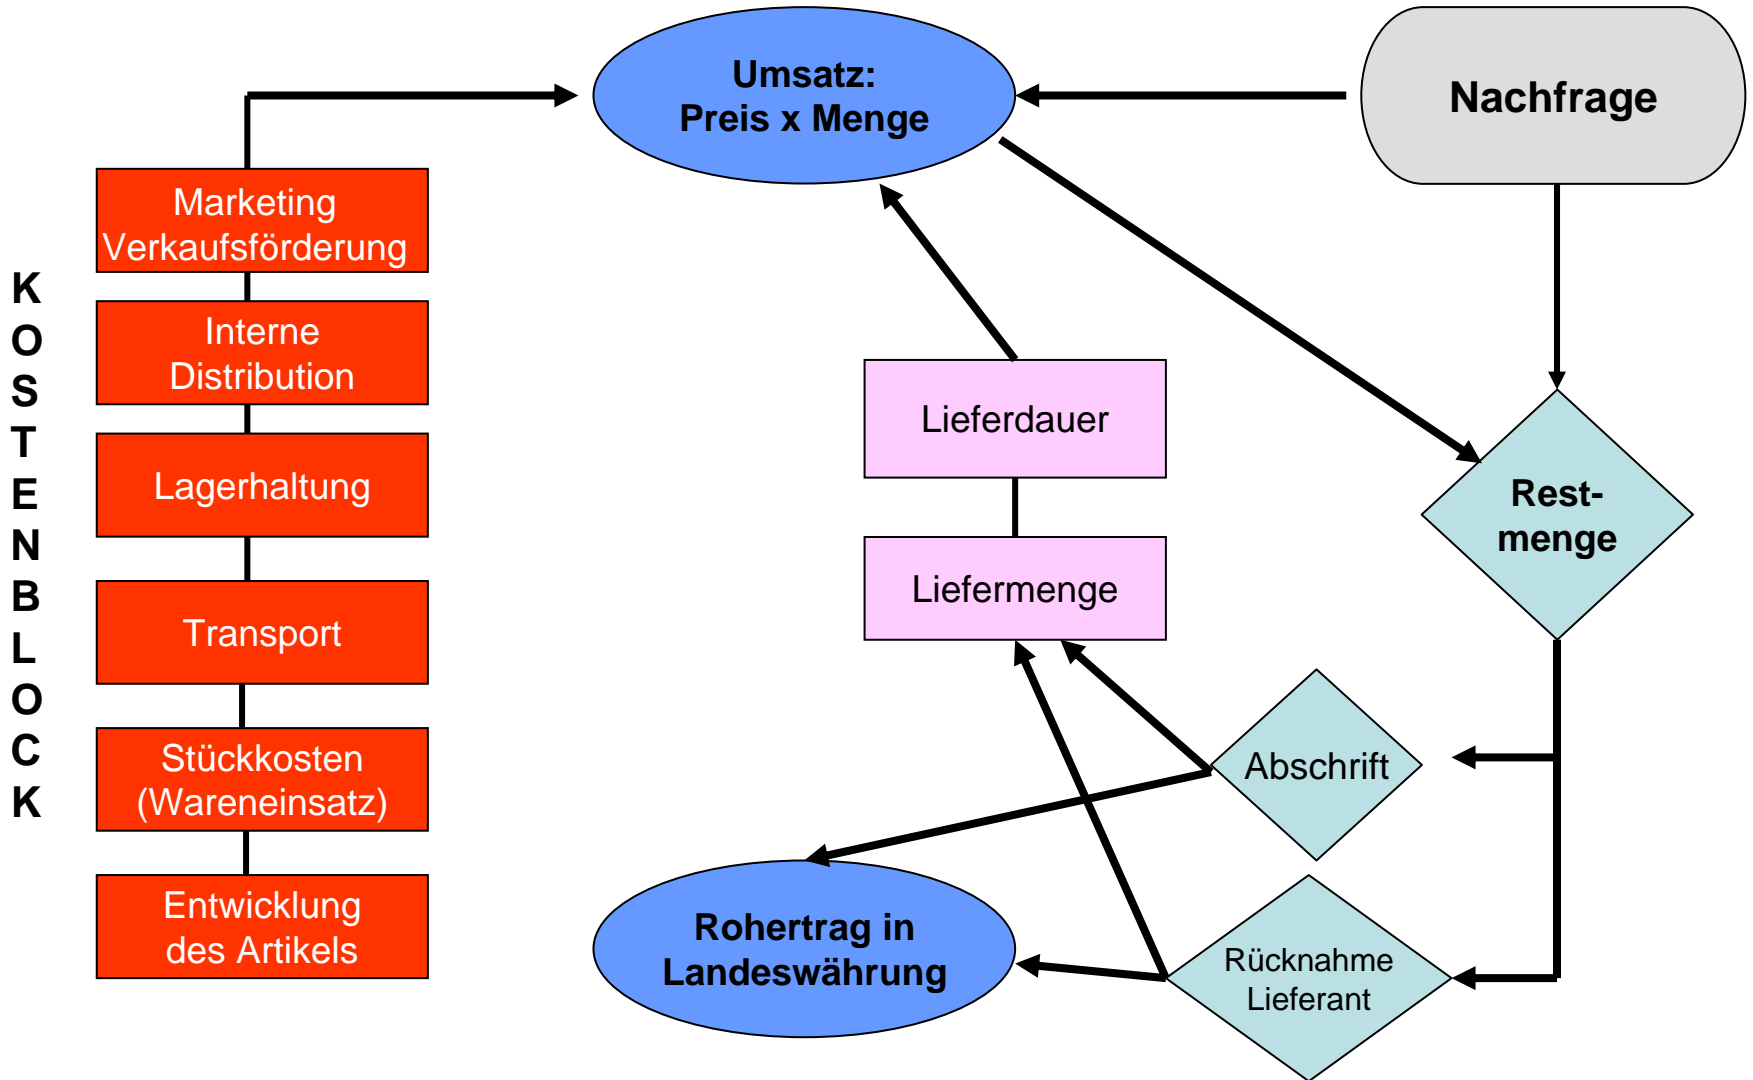 Umsatz:
Preis x Menge
Nachfrage
KOSTENBLOCK
Marketing
Verkaufsförderung
Interne
Distribution
Lagerhaltung
Transport
Stückkosten
(Wareneinsatz)
Entwicklung
des Artikels
Lieferdauer
Liefermenge
Rest-
menge
Abschrift
Rücknahme
Lieferant
Rohertrag in
Landeswährung